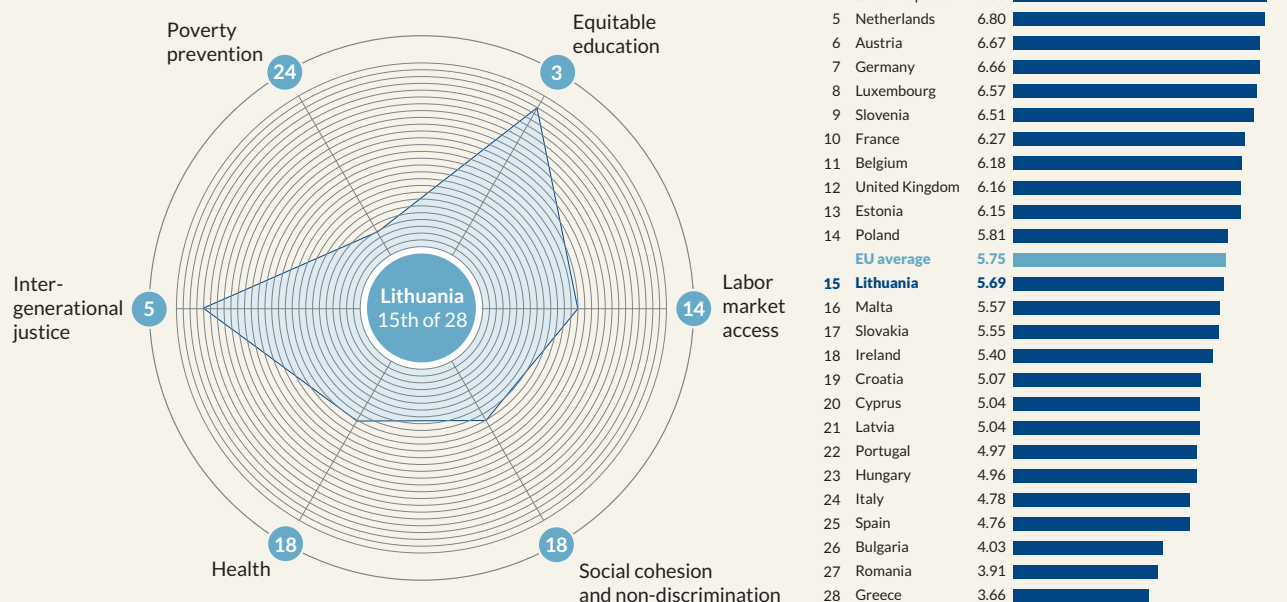 Poverty
prevention
24
Equitable
education
3
Inter-
generational
justice
5
Lithuania
15th of 28
14
Labor
market
access
18
Health
18
Social cohesion
and non-discrimination
5 Netherlands 6.80
6 Austria 6.67
7 Germany 6.66
8 Luxembourg 6.57
9 Slovenia 6.51
10 France 6.27
11 Belgium 6.18
12 United Kingdom 6.16
13 Estonia 6.15
14 Poland 5.81
EU average 5.75
15 Lithuania 5.69
16 Malta 5.57
17 Slovakia 5.55
18 Ireland 5.40
19 Croatia 5.07
20 Cyprus 5.04
21 Latvia 5.04
22 Portugal 4.97
23 Hungary 4.96
24 Italy 4.78
25 Spain 4.76
26 Bulgaria 4.03
27 Romania 3.91
28 Greece 3.66